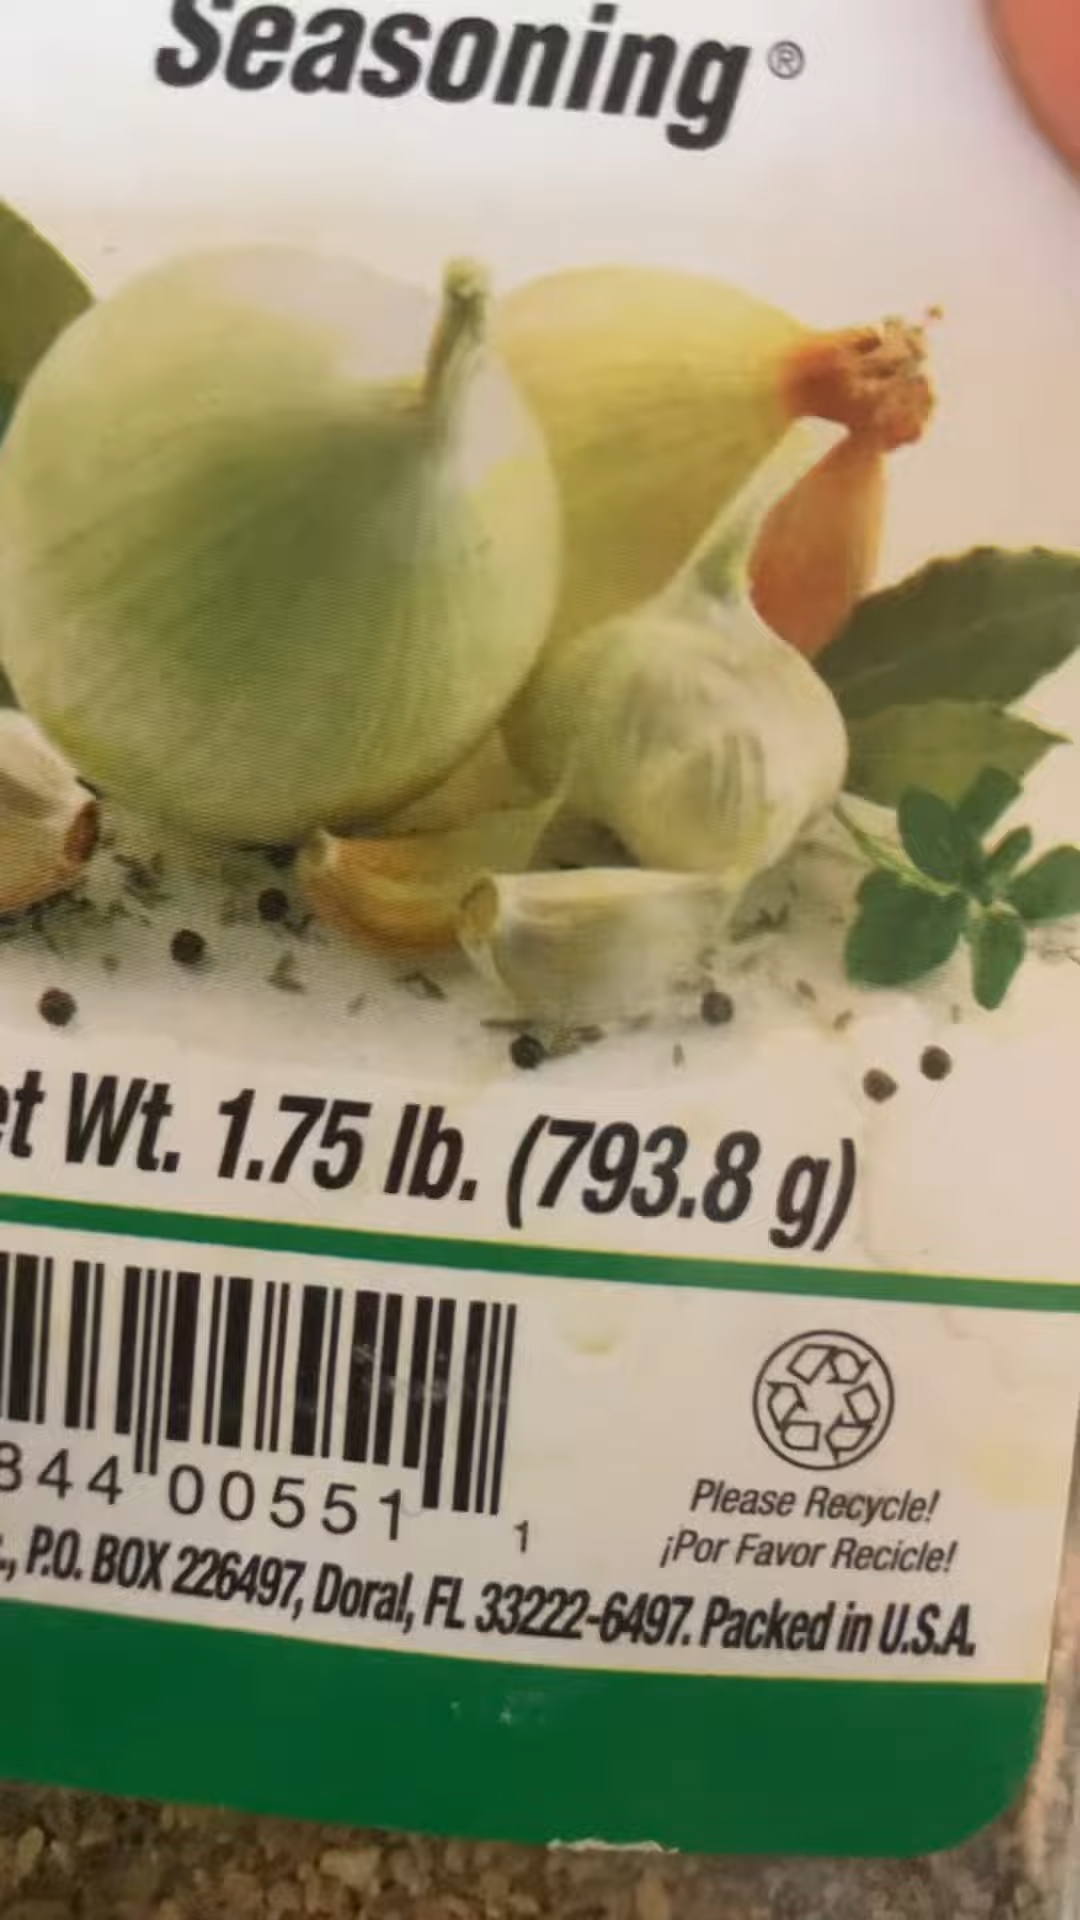 Seasoning®
et Wt. 1.75 lb. (793.8 g)
844 00551 1
Please Recycle!
¡Por Favor Recicle!
., P.O. BOX 226497, Doral, FL 33222-6497. Packed in U.S.A.